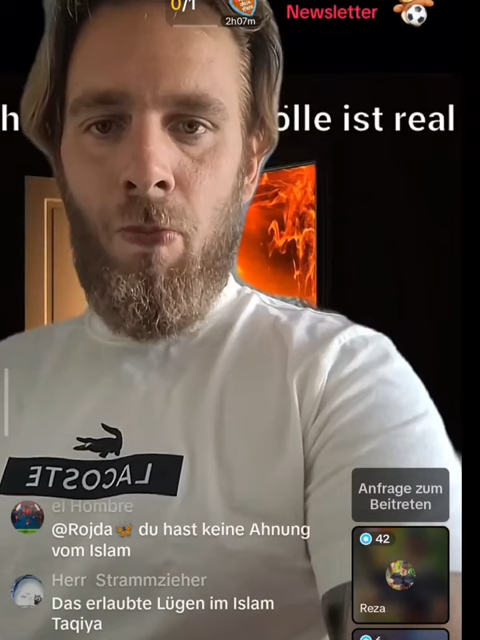 0/1
2h07m
Newsletter
h ölle ist real
LACOSTE
el Hombre
@Rojda🦋 du hast keine Ahnung
vom Islam
Herr Strammzieher
Das erlaubte Lügen im Islam
Taqiya
Anfrage zum
Beitreten
42
Reza